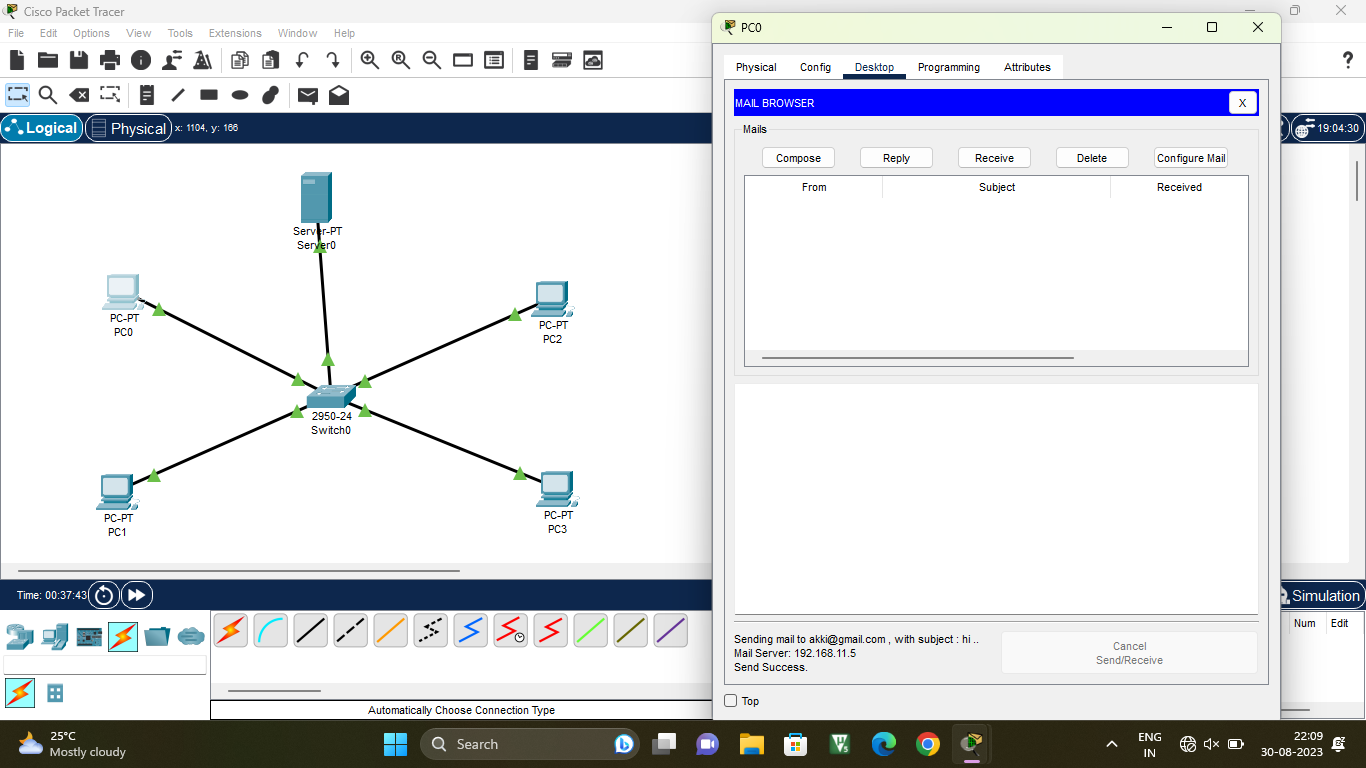 Cisco Packet Tracer
File Edit Options View Tools Extensions Window Help
Logical Physical x: 1104, y: 166
19:04:30
Server-PT
Server0
PC-PT
PC0
PC-PT
PC2
2950-24
Switch0
PC-PT
PC1
PC-PT
PC3
PC0
Physical Config Desktop Programming Attributes
MAIL BROWSER X
Mails
Compose Reply Receive Delete Configure Mail
From Subject Received
Sending mail to akki@gmail.com , with subject : hi ..
Mail Server: 192.168.11.5
Send Success.
Cancel
Send/Receive
Top
Time: 00:37:43
Simulation
Num Edit
Automatically Choose Connection Type
25°C
Mostly cloudy
Search
ENG
IN
22:09
30-08-2023